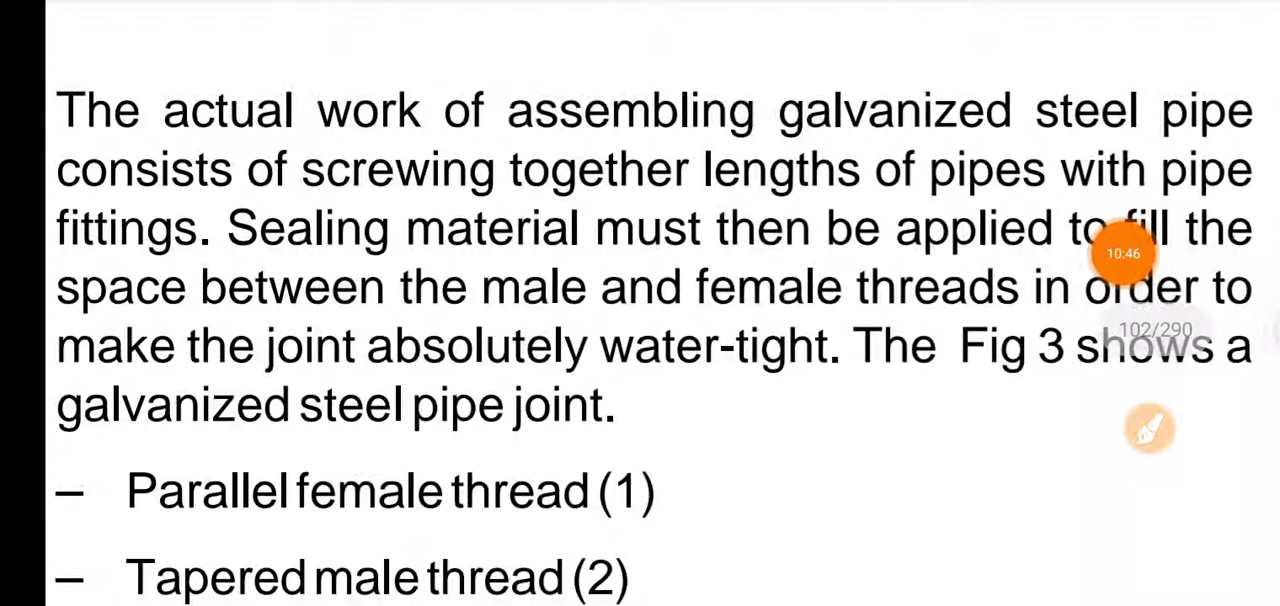 The actual work of assembling galvanized steel pipe
consists of screwing together lengths of pipes with pipe
fittings. Sealing material must then be applied to fill the
10:46
space between the male and female threads in order to
102/290
make the joint absolutely water-tight. The Fig 3 shows a
galvanized steel pipe joint.
– Parallel female thread (1)
– Tapered male thread (2)